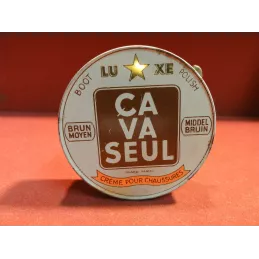 BOOT LU XE POLISH
CA
VA
SEUL
BRUN
MOYEN
MIDDEL
BRUIN
CRÈME POUR CHAUSSURES